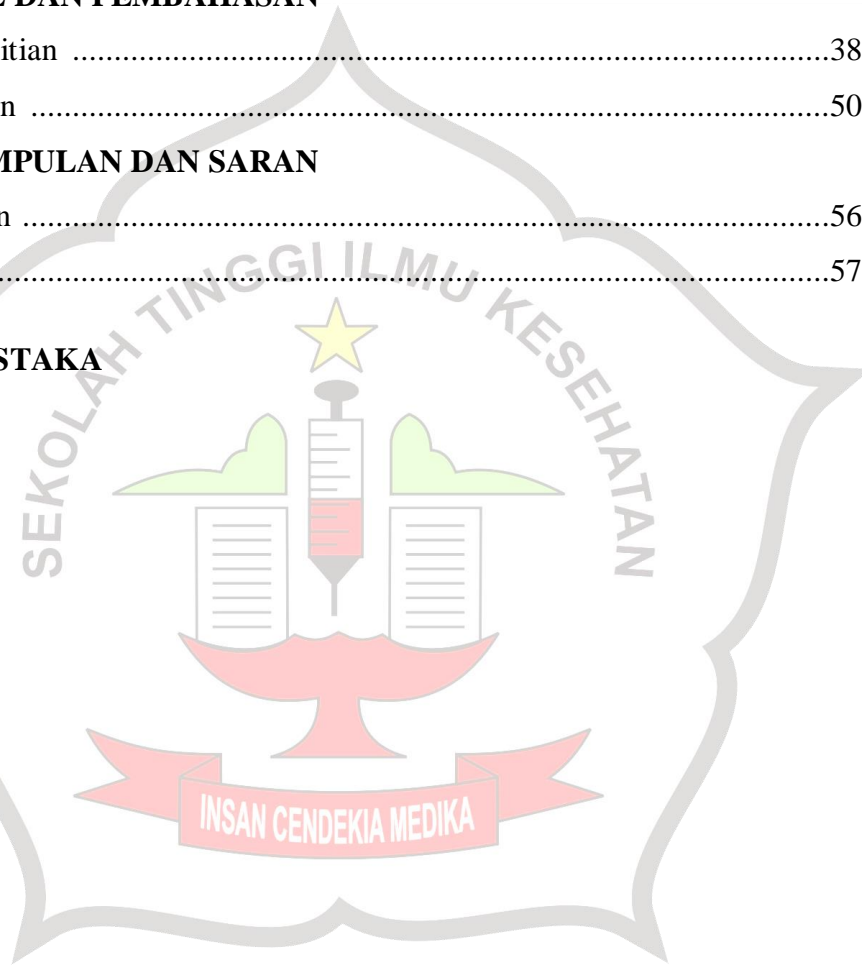 DAN PEMBAHASAN
itian ..........................................................................................38
n ................................................................................................50
MPULAN DAN SARAN
n .................................................................................................56
....................................................................................................57
STAKA
SEKOLAH TINGGI ILMU KESEHATAN
INSAN CENDEKIA MEDIKA